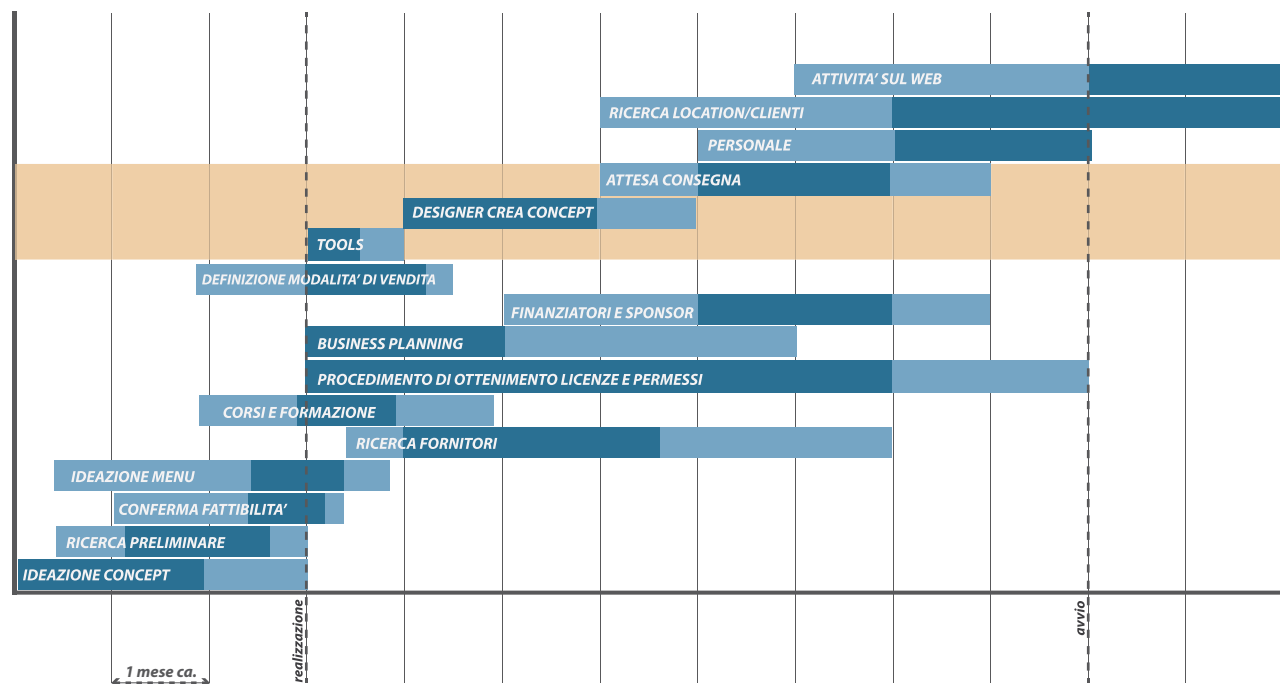 ATTIVITA’ SUL WEB
RICERCA LOCATION/CLIENTI
PERSONALE
ATTESA CONSEGNA
DESIGNER CREA CONCEPT
TOOLS
DEFINIZIONE MODALITA’ DI VENDITA
FINANZIATORI E SPONSOR
BUSINESS PLANNING
PROCEDIMENTO DI OTTENIMENTO LICENZE E PERMESSI
CORSI E FORMAZIONE
RICERCA FORNITORI
IDEAZIONE MENU
CONFERMA FATTIBILITA’
RICERCA PRELIMINARE
IDEAZIONE CONCEPT
realizzazione
avvio
1 mese ca.